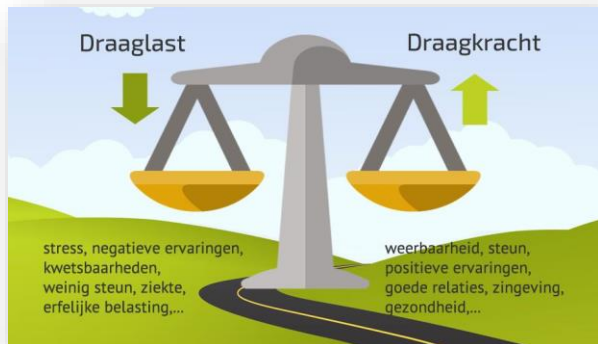 Draaglast
Draagkracht
stress, negatieve ervaringen,
kwetsbaarheden,
weinig steun, ziekte,
erfelijke belasting,...
weerbaarheid, steun,
positieve ervaringen,
goede relaties, zingeving,
gezondheid,...